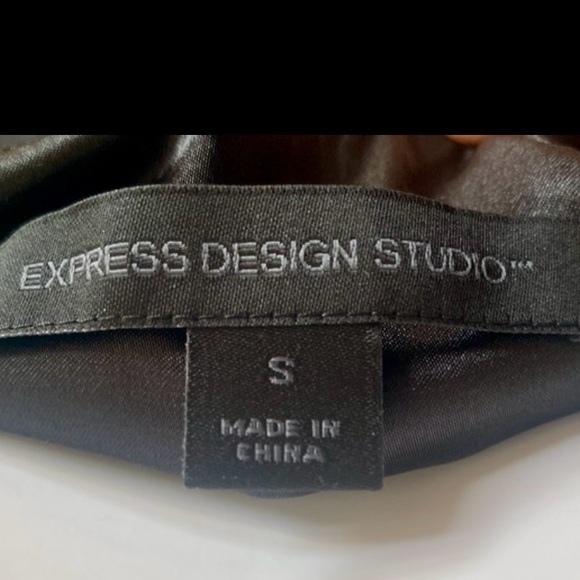 EXPRESS DESIGN STUDIO™
S
MADE IN
CHINA